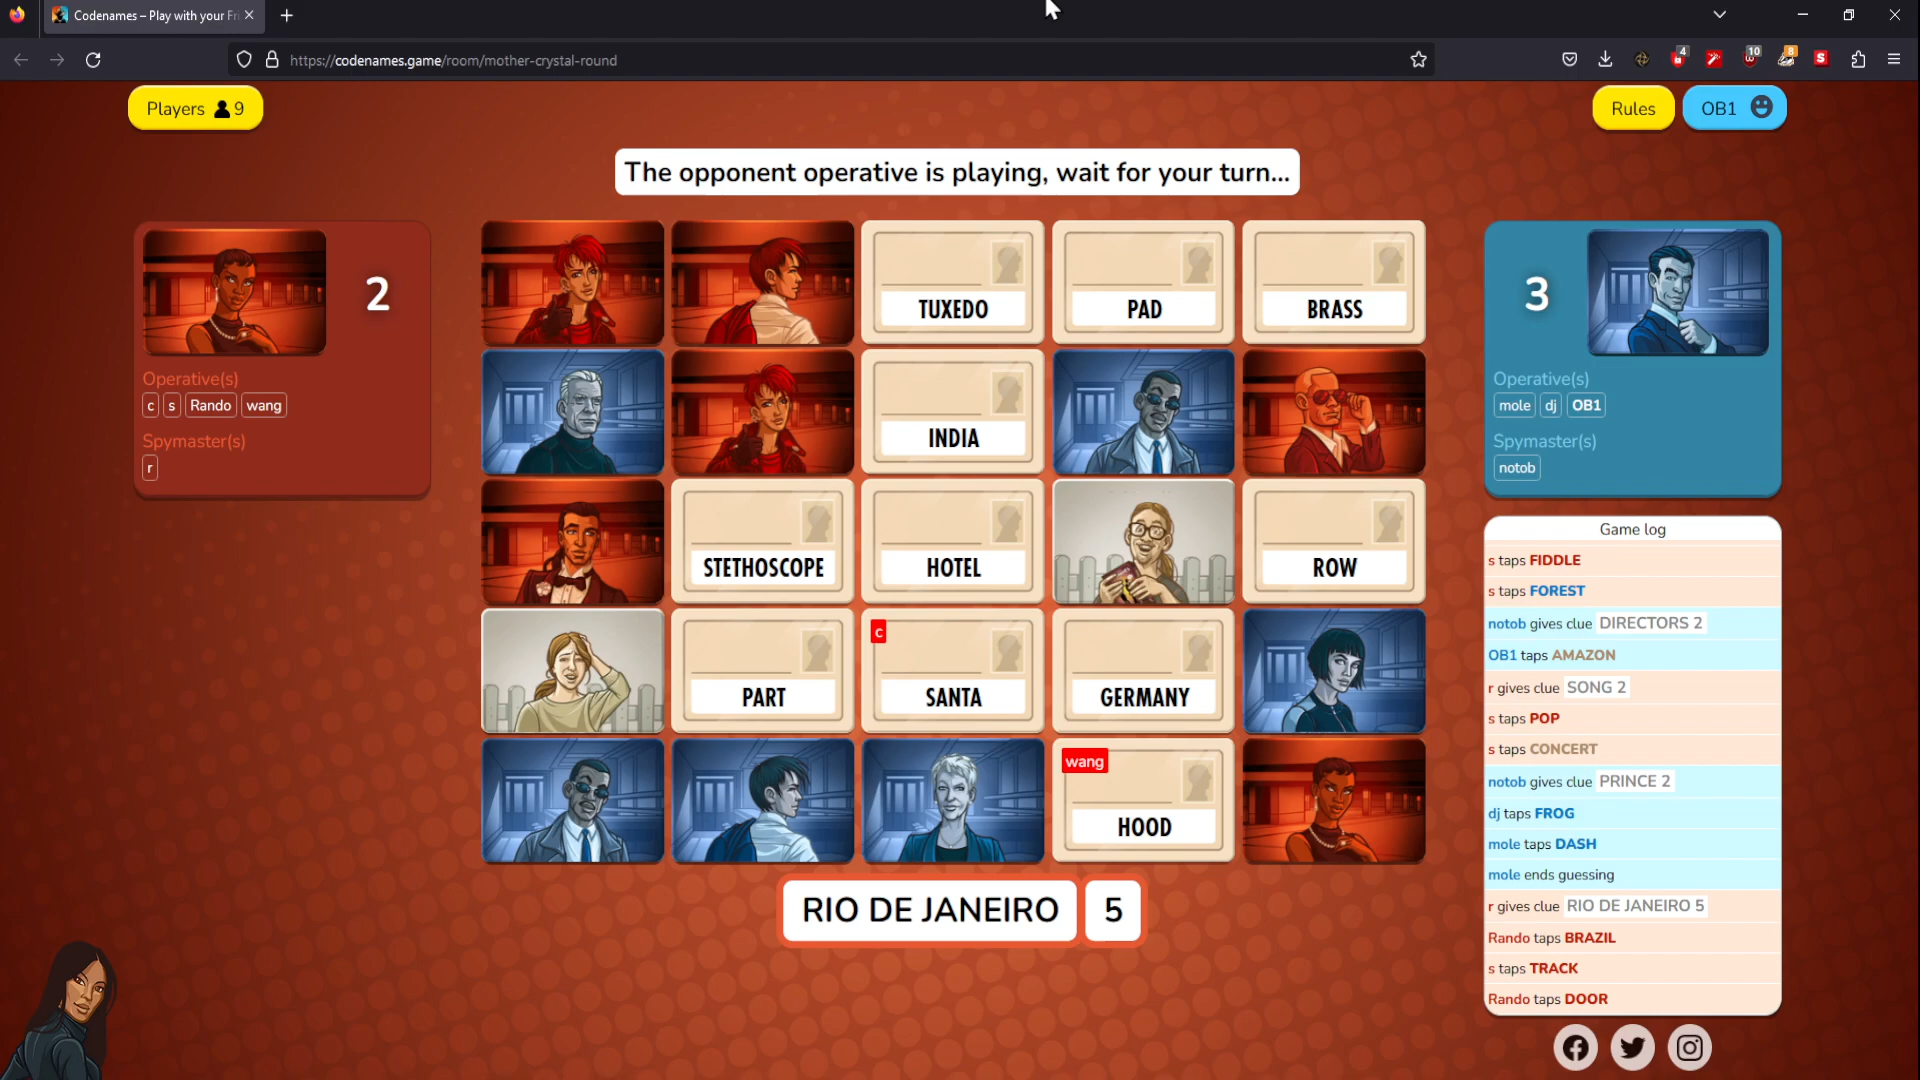 Codenames – Play with your Fr
https://codenames.game/room/mother-crystal-round
4
10
8
S
Players 9
Rules
OB1
The opponent operative is playing, wait for your turn...
2
Operative(s)
c
s
Rando
wang
Spymaster(s)
r
TUXEDO
PAD
BRASS
INDIA
STETHOSCOPE
HOTEL
ROW
PART
c
SANTA
GERMANY
wang
HOOD
RIO DE JANEIRO
5
3
Operative(s)
mole
dj
OB1
Spymaster(s)
notob
Game log
s taps FIDDLE
s taps FOREST
notob gives clue DIRECTORS 2
OB1 taps AMAZON
r gives clue SONG 2
s taps POP
s taps CONCERT
notob gives clue PRINCE 2
dj taps FROG
mole taps DASH
mole ends guessing
r gives clue RIO DE JANEIRO 5
Rando taps BRAZIL
s taps TRACK
Rando taps DOOR